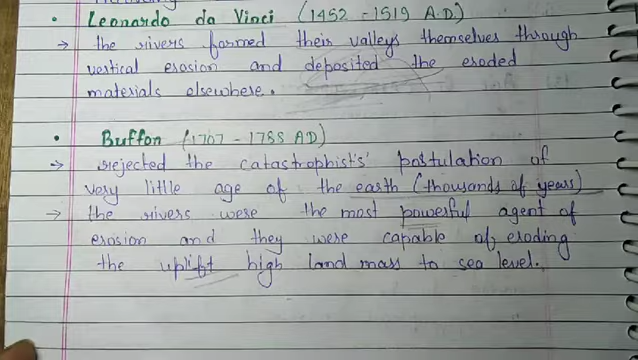 • Leonardo da Vinci (1452 - 1519 A.D.)
→ the rivers formed their valleys themselves through
vertical erosion and deposited the eroded
materials elsewhere.
• Buffon (1707 - 1788 AD)
→ rejected the catastrophist's postulation of
very little age of the earth (thousands of years)
→ the rivers were the most powerful agent of
erosion and they were capable of eroding
the uplift high land mass to sea level.